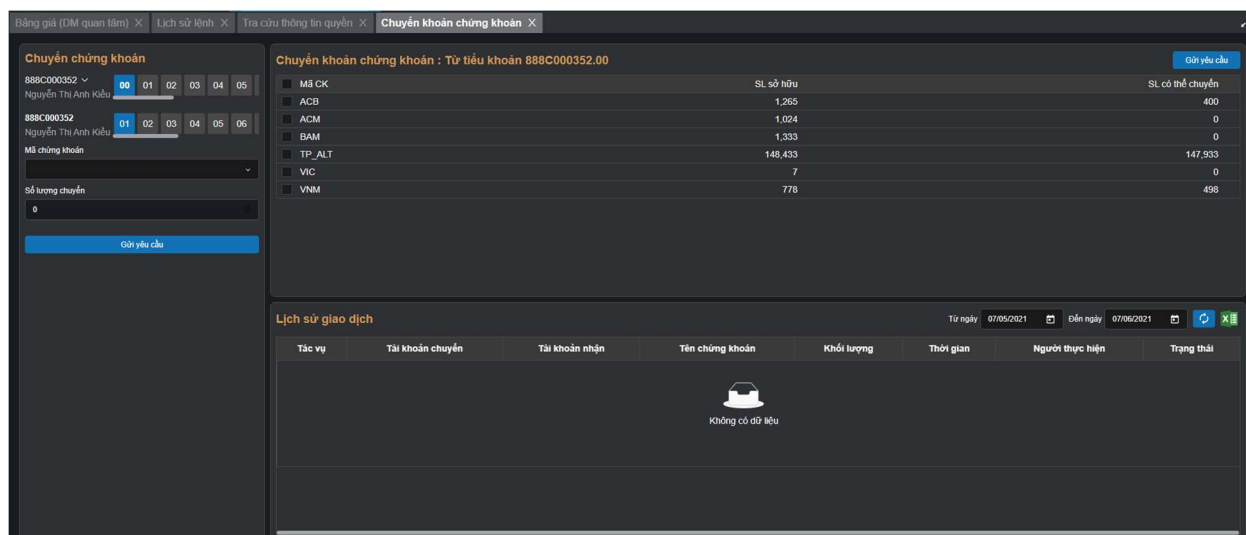 Bảng giá (DM quan tâm) X Lịch sử lệnh X Tra cứu thông tin quyền X Chuyển khoản chứng khoán X
Chuyển chứng khoán
888C000352
Nguyễn Thị Anh Kiều
00 01 02 03 04 05
888C000352
Nguyễn Thị Anh Kiều
01 02 03 04 05 06
Mã chứng khoán
Số lượng chuyển
0
Gửi yêu cầu
Chuyển khoản chứng khoán : Từ tiểu khoản 888C000352.00
Gửi yêu cầu
Mã CK SL sở hữu SL có thể chuyển
ACB 1,265 400
ACM 1,024 0
BAM 1,333 0
TP_ALT 148,433 147,933
VIC 7 0
VNM 778 498
Lịch sử giao dịch
Từ ngày 07/05/2021 Đến ngày 07/06/2021
Tác vụ Tài khoản chuyển Tài khoản nhận Tên chứng khoán Khối lượng Thời gian Người thực hiện Trạng thái
Không có dữ liệu